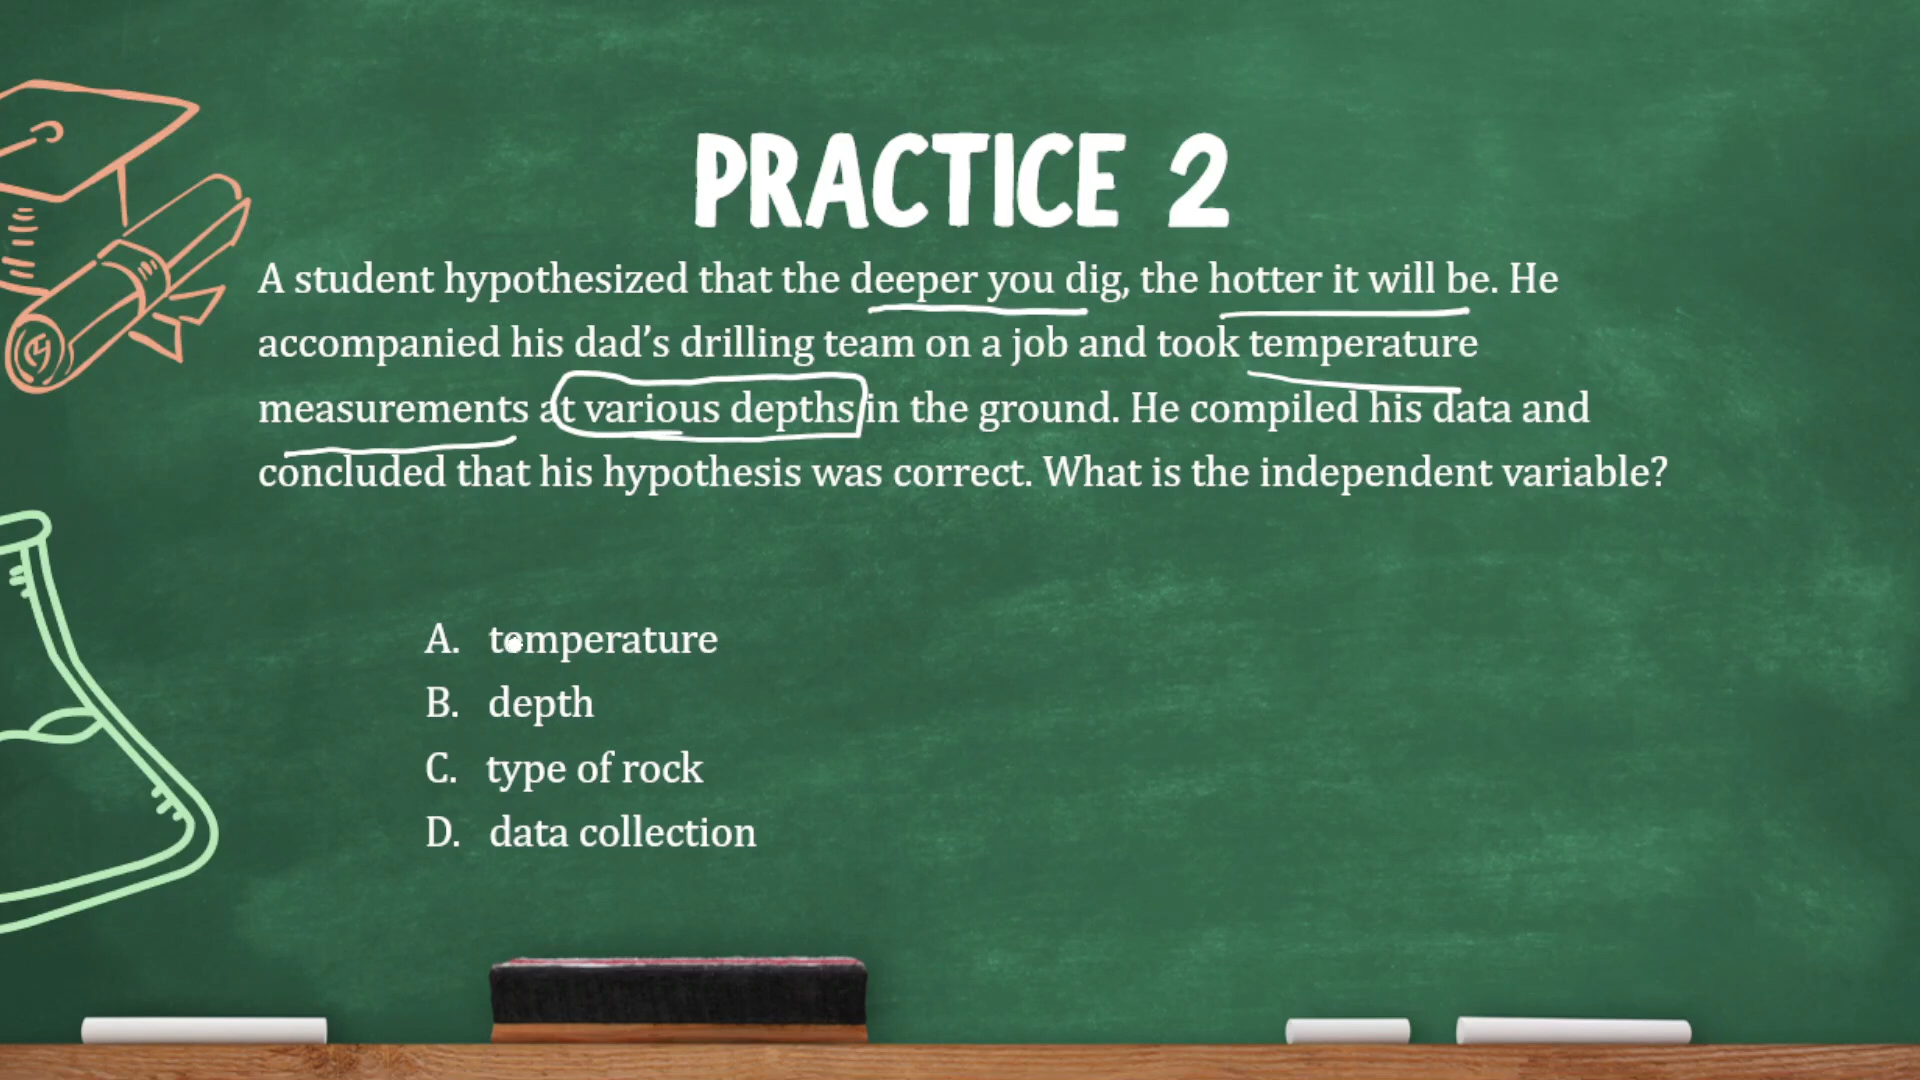 PRACTICE 2
A student hypothesized that the deeper you dig, the hotter it will be. He
accompanied his dad’s drilling team on a job and took temperature
measurements at various depths in the ground. He compiled his data and
concluded that his hypothesis was correct. What is the independent variable?
A. temperature
B. depth
C. type of rock
D. data collection